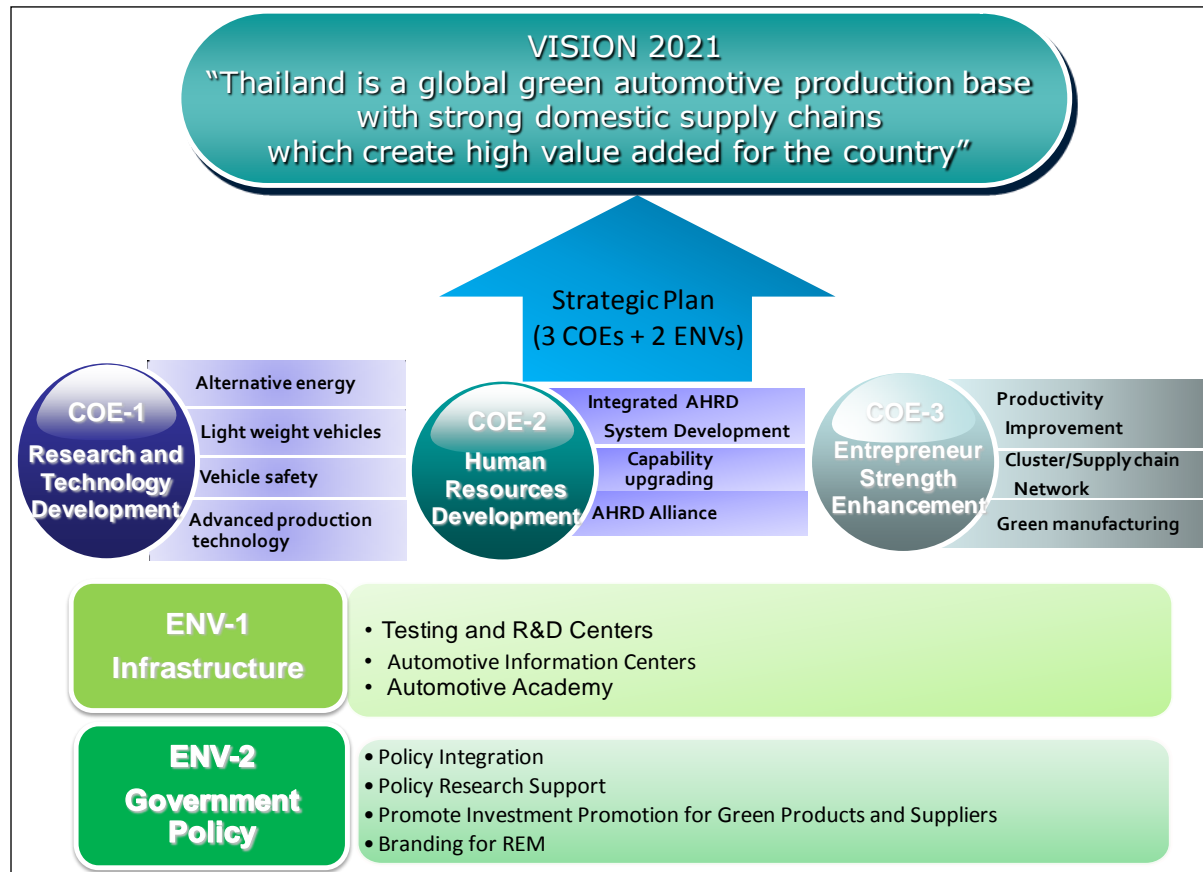 VISION 2021
“Thailand is a global green automotive production base
with strong domestic supply chains
which create high value added for the country”
Strategic Plan
(3 COEs + 2 ENVs)
COE-1
Research and
Technology
Development
Alternative energy
Light weight vehicles
Vehicle safety
Advanced production
technology
COE-2
Human
Resources
Development
Integrated AHRD
System Development
Capability
upgrading
AHRD Alliance
COE-3
Entrepreneur
Strength
Enhancement
Productivity
Improvement
Cluster/Supply chain
Network
Green manufacturing
ENV-1
Infrastructure
• Testing and R&D Centers
• Automotive Information Centers
• Automotive Academy
ENV-2
Government
Policy
• Policy Integration
• Policy Research Support
• Promote Investment Promotion for Green Products and Suppliers
• Branding for REM